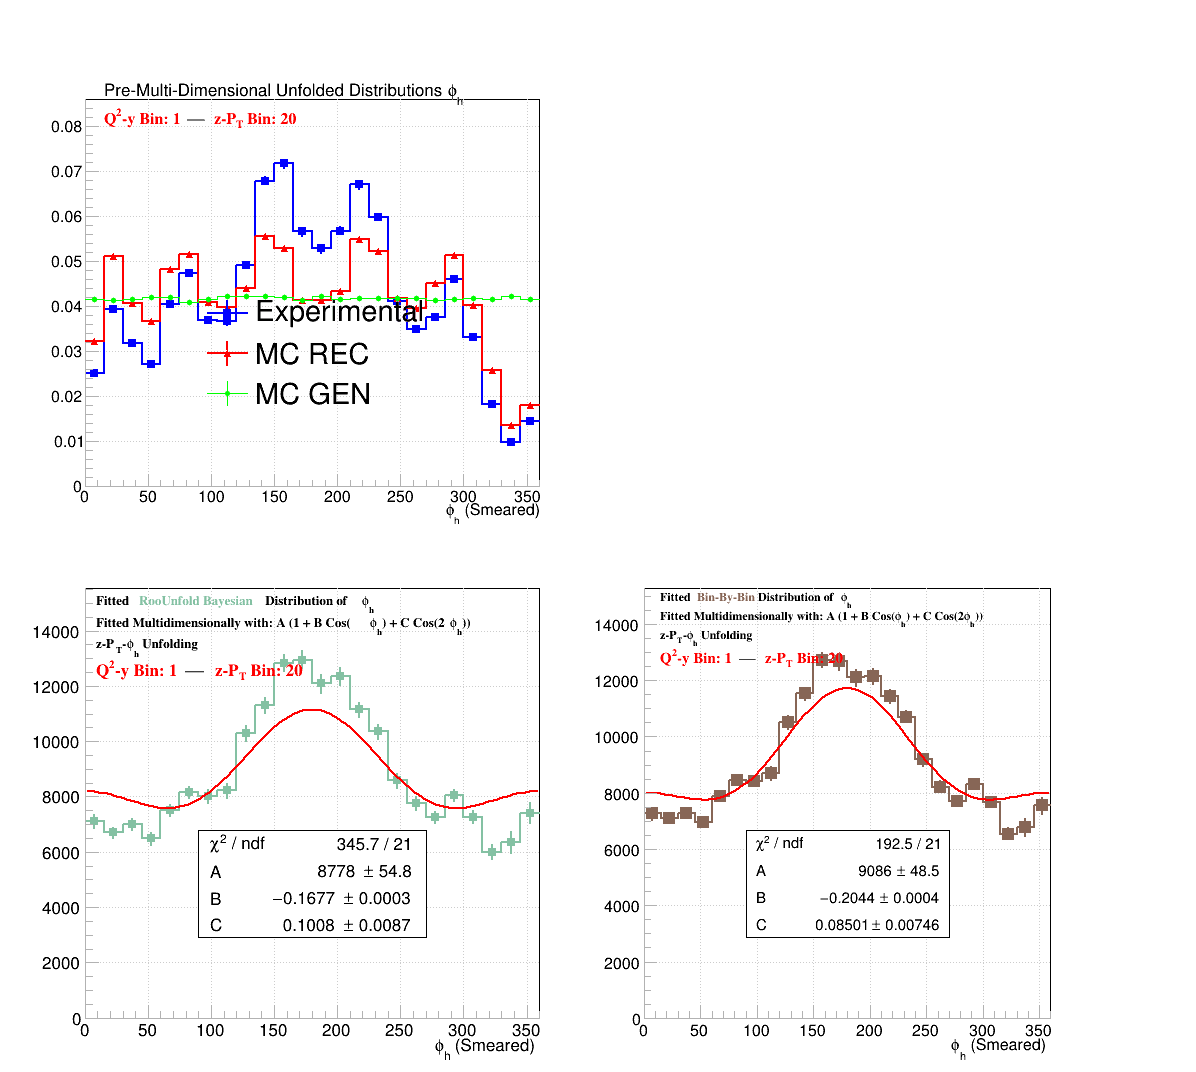 Pre-Multi-Dimensional Unfolded Distributions ϕh
Q²-y Bin: 1 — z-PT Bin: 20
0.08
0.07
0.06
0.05
0.04
0.03
0.02
0.01
0
Experimental
MC REC
MC GEN
0 50 100 150 200 250 300 350
ϕh (Smeared)
Fitted RooUnfold Bayesian Distribution of ϕh
Fitted Multidimensionally with: A (1 + B Cos( ϕh) + C Cos(2 ϕh))
z-PT-ϕh Unfolding
Q²-y Bin: 1 — z-PT Bin: 20
14000
12000
10000
8000
6000
4000
2000
0
χ² / ndf 345.7 / 21
A 8778 ± 54.8
B −0.1677 ± 0.0003
C 0.1008 ± 0.0087
0 50 100 150 200 250 300 350
ϕh (Smeared)
Fitted Bin-By-Bin Distribution of ϕh
Fitted Multidimensionally with: A (1 + B Cos(ϕh) + C Cos(2ϕh))
z-PT-ϕh Unfolding
Q²-y Bin: 1 — z-PT Bin: 20
14000
12000
10000
8000
6000
4000
2000
0
χ² / ndf 192.5 / 21
A 9086 ± 48.5
B −0.2044 ± 0.0004
C 0.08501 ± 0.00746
0 50 100 150 200 250 300 350
ϕh (Smeared)